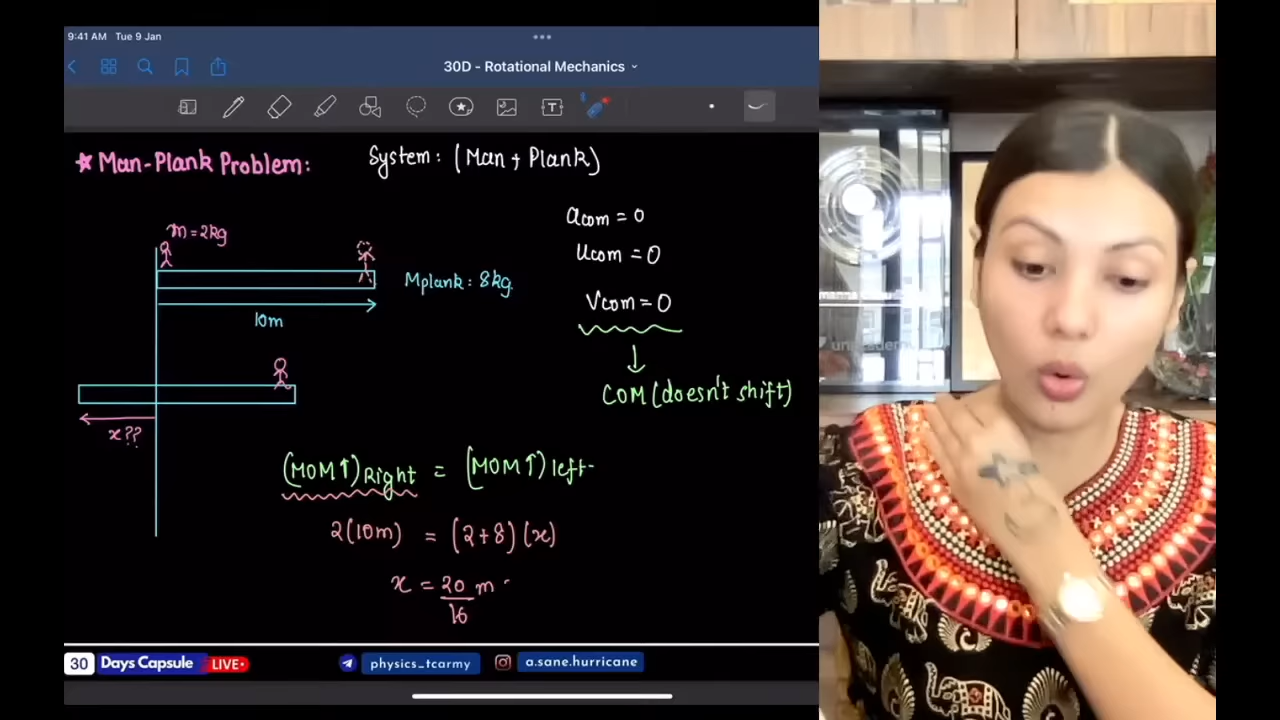 9:41 AM Tue 9 Jan
30D - Rotational Mechanics
★ Man-Plank Problem:
System: (Man + Plank)
m = 2kg
Mplank : 8kg.
10m
acom = 0
ucom = 0
Vcom = 0
↓
COM (doesn't shift)
x??
(MOM↑)Right = (MOM↑)left
2(10m) = (2+8)(x)
x = 20/10 m
30 Days Capsule LIVE
physics_tcarmy
a.sane.hurricane